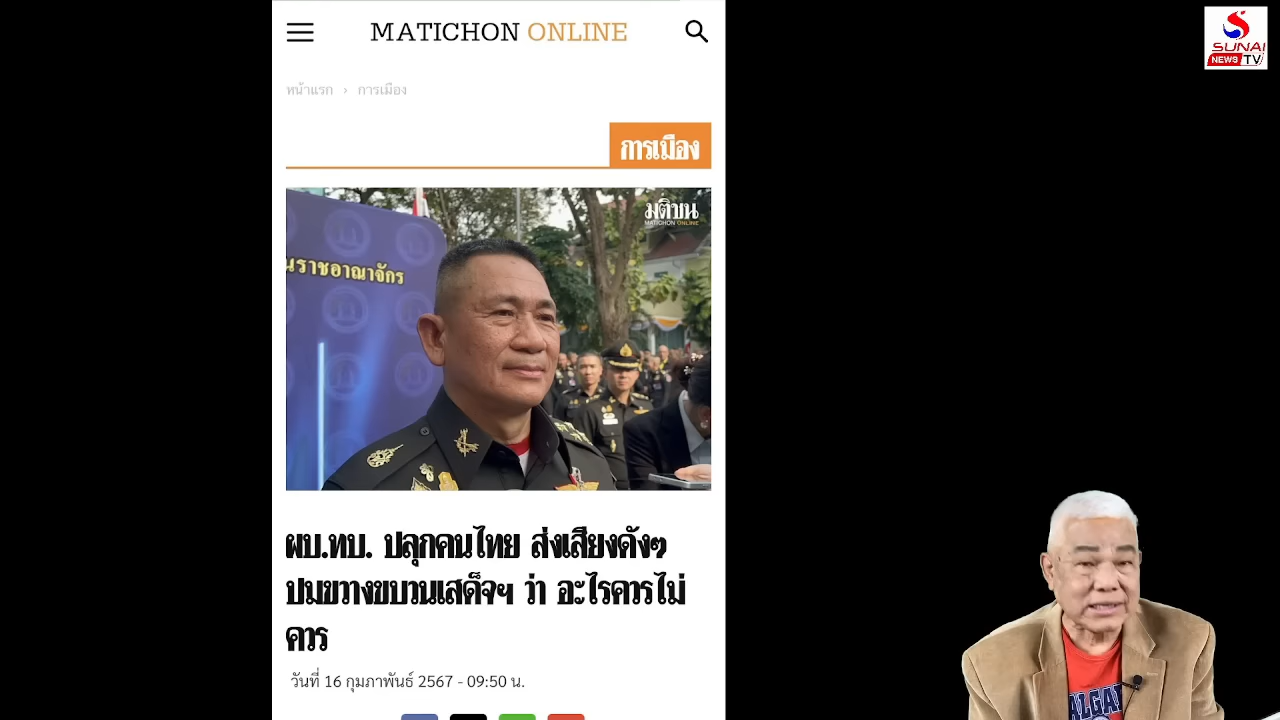 MATICHON ONLINE
SUNAI
NEWS TV
หน้าแรก › การเมือง
การเมือง
มติชน
MATICHON ONLINE
นราชอาณาจักร
ผบ.ทบ. ปลุกคนไทย ส่งเสียงดังๆ
ปมขวางขบวนเสด็จฯ ว่า อะไรควรไม่
ควร
วันที่ 16 กุมภาพันธ์ 2567 - 09:50 น.
ALGA